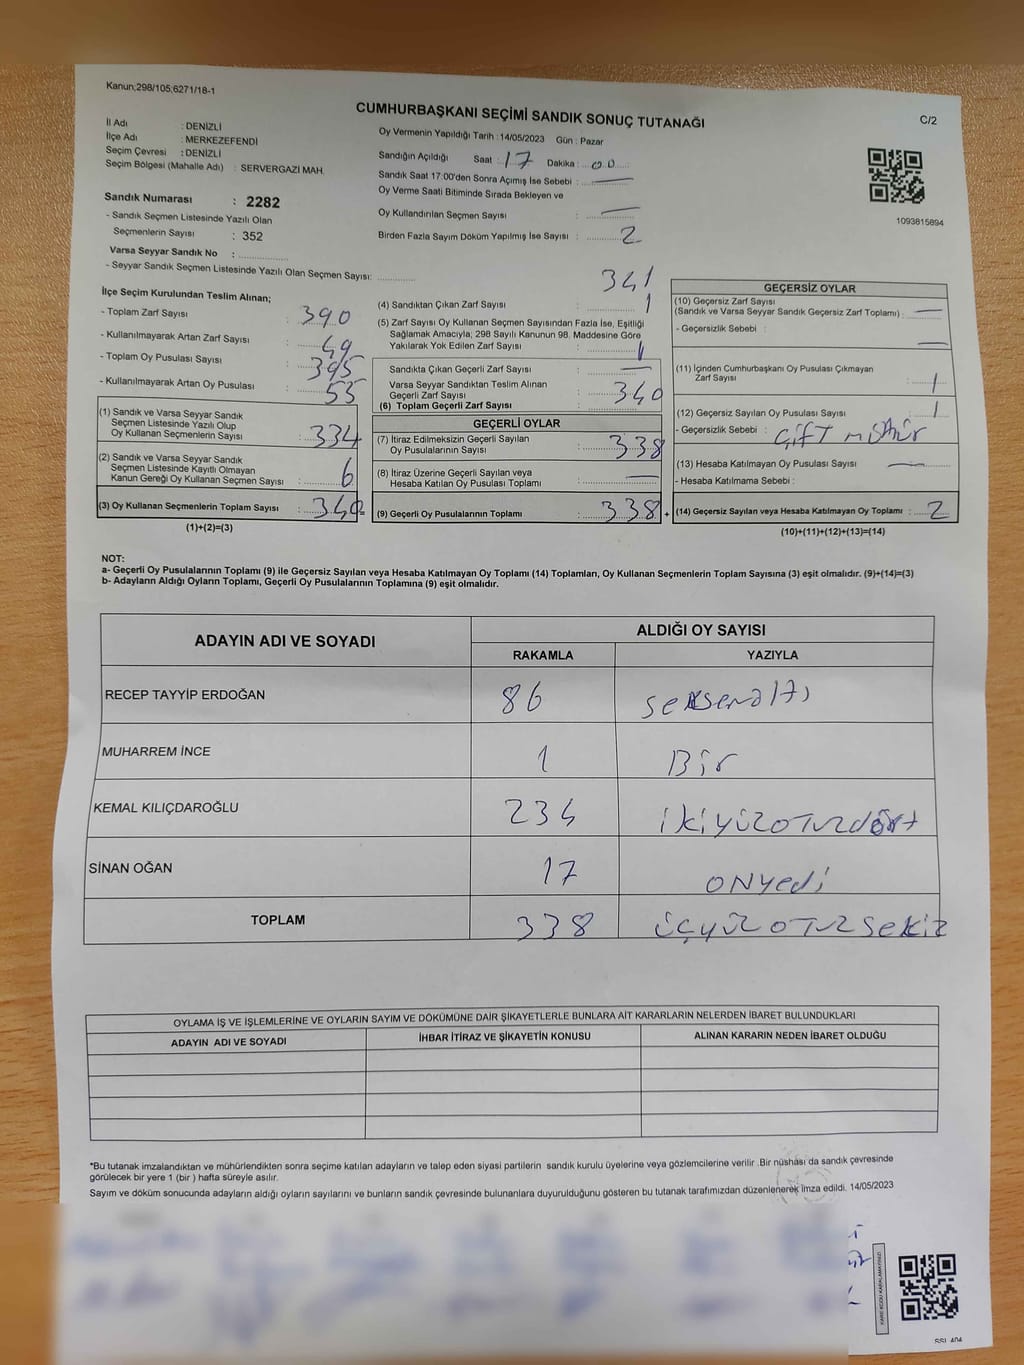 Kanun;298/105,6271/18-1
CUMHURBAŞKANI SEÇİMİ SANDIK SONUÇ TUTANAĞI
C/2
İl Adı : DENİZLİ
İlçe Adı : MERKEZEFENDİ
Seçim Çevresi : DENİZLİ
Seçim Bölgesi (Mahalle Adı) : SERVERGAZİ MAH.
Sandık Numarası : 2282
- Sandık Seçmen Listesinde Yazılı Olan
Seçmenlerin Sayısı : 352
Varsa Seyyar Sandık No :
- Seyyar Sandık Seçmen Listesinde Yazılı Olan Seçmen Sayısı:
Oy Vermenin Yapıldığı Tarih : 14/05/2023 Gün : Pazar
Sandığın Açıldığı Saat : 17 Dakika : 00
Sandık Saat 17:00'den Sonra Açımış İse Sebebi : —
Oy Verme Saati Bitiminde Sırada Bekleyen ve
Oy Kullandırılan Seçmen Sayısı : —
Birden Fazla Sayım Döküm Yapılmış İse Sayısı : 2
1093815894
İlçe Seçim Kurulundan Teslim Alınan;
- Toplam Zarf Sayısı : 390
- Kullanılmayarak Artan Zarf Sayısı : 49
- Toplam Oy Pusulası Sayısı : 395
- Kullanılmayarak Artan Oy Pusulası : 55
(1) Sandık ve Varsa Seyyar Sandık
Seçmen Listesinde Yazılı Olup
Oy Kullanan Seçmenlerin Sayısı : 334
(2) Sandık ve Varsa Seyyar Sandık
Seçmen Listesinde Kayıtlı Olmayan
Kanun Gereği Oy Kullanan Seçmen Sayısı : 6
(3) Oy Kullanan Seçmenlerin Toplam Sayısı : 340
(1)+(2)=(3)
341
(4) Sandıktan Çıkan Zarf Sayısı : 1
(5) Zarf Sayısı Oy Kullanan Seçmen Sayısından Fazla İse, Eşitliği
Sağlamak Amacıyla; 298 Sayılı Kanunun 98. Maddesine Göre
Yakılarak Yok Edilen Zarf Sayısı : 1
Sandıkta Çıkan Geçerli Zarf Sayısı : —
Varsa Seyyar Sandıktan Teslim Alınan
Geçerli Zarf Sayısı : 340
(6) Toplam Geçerli Zarf Sayısı :
GEÇERLİ OYLAR
(7) İtiraz Edilmeksizin Geçerli Sayılan
Oy Pusulalarının Sayısı : 338
(8) İtiraz Üzerine Geçerli Sayılan veya
Hesaba Katılan Oy Pusulası Toplamı : —
(9) Geçerli Oy Pusulalarının Toplamı : 338 +
GEÇERSİZ OYLAR
(10) Geçersiz Zarf Sayısı
(Sandık ve Varsa Seyyar Sandık Geçersiz Zarf Toplamı) : —
- Geçersizlik Sebebi : —
(11) İçinden Cumhurbaşkanı Oy Pusulası Çıkmayan
Zarf Sayısı : 1
(12) Geçersiz Sayılan Oy Pusulası Sayısı : 1
- Geçersizlik Sebebi : Çift mühür
(13) Hesaba Katılmayan Oy Pusulası Sayısı : —
- Hesaba Katılmama Sebebi :
(14) Geçersiz Sayılan veya Hesaba Katılmayan Oy Toplamı : 2
(10)+(11)+(12)+(13)=(14)
NOT:
a- Geçerli Oy Pusulalarının Toplamı (9) ile Geçersiz Sayılan veya Hesaba Katılmayan Oy Toplamı (14) Toplamları, Oy Kullanan Seçmenlerin Toplam Sayısına (3) eşit olmalıdır. (9)+(14)=(3)
b- Adayların Aldığı Oyların Toplamı, Geçerli Oy Pusulalarının Toplamına (9) eşit olmalıdır.
ADAYIN ADI VE SOYADI ALDIĞI OY SAYISI
RAKAMLA YAZIYLA
RECEP TAYYİP ERDOĞAN 86 seksenaltı
MUHARREM İNCE 1 Bir
KEMAL KILIÇDAROĞLU 234 ikiyüzotuzdört
SİNAN OĞAN 17 onyedi
TOPLAM 338 üçyüzotuzsekiz
OYLAMA İŞ VE İŞLEMLERİNE VE OYLARIN SAYIM VE DÖKÜMÜNE DAİR ŞİKAYETLERLE BUNLARA AİT KARARLARIN NELERDEN İBARET BULUNDUKLARI
ADAYIN ADI VE SOYADI İHBAR İTİRAZ VE ŞİKAYETİN KONUSU ALINAN KARARIN NEDEN İBARET OLDUĞU
*Bu tutanak imzalandıktan ve mühürlendikten sonra seçime katılan adayların ve talep eden siyasi partilerin sandık kurulu üyelerine veya gözlemcilerine verilir .Bir nüshası da sandık çevresinde
görülecek bir yere 1 (bir ) hafta süreyle asılır.
Sayım ve döküm sonucunda adayların aldığı oyların sayılarını ve bunların sandık çevresinde bulunanlara duyurulduğunu gösteren bu tutanak tarafımızdan düzenlenerek imza edildi. 14/05/2023
KARE KODU KARALAMAYINIZ!